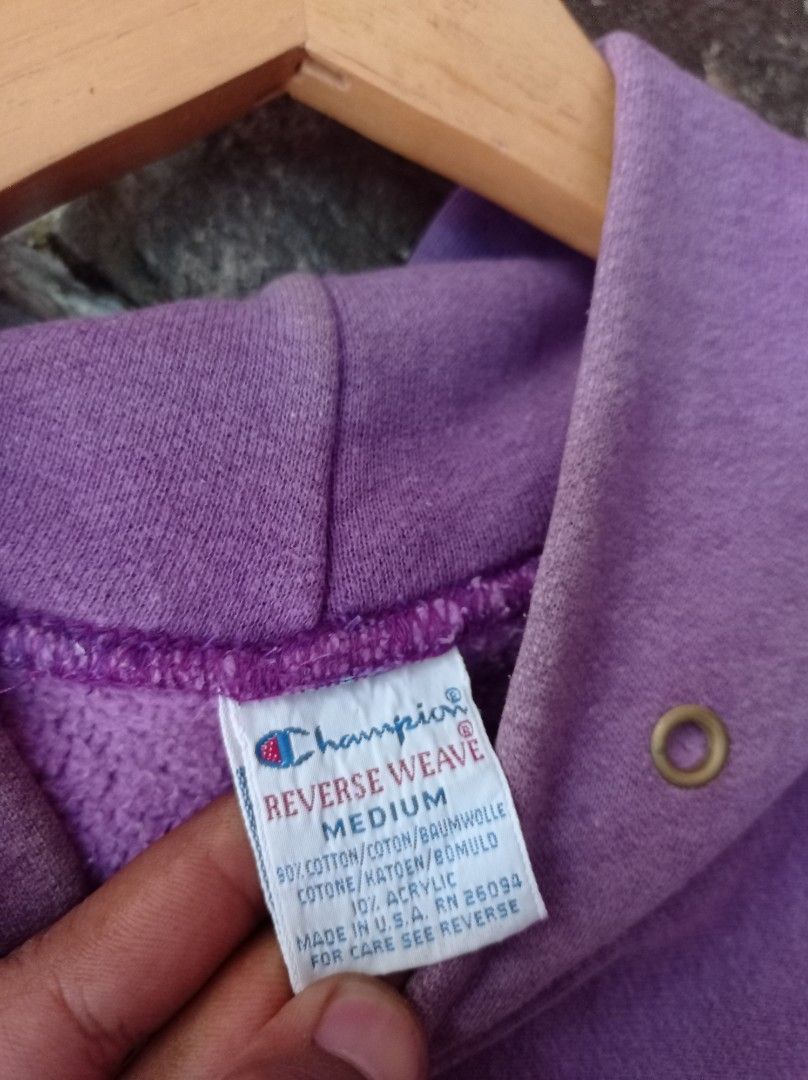 Champion®
REVERSE WEAVE®
MEDIUM
90% COTTON/COTON/BAUMWOLLE
COTONE/KATOEN/BOMULD
10% ACRYLIC
MADE IN U.S.A. RN 26094
FOR CARE SEE REVERSE